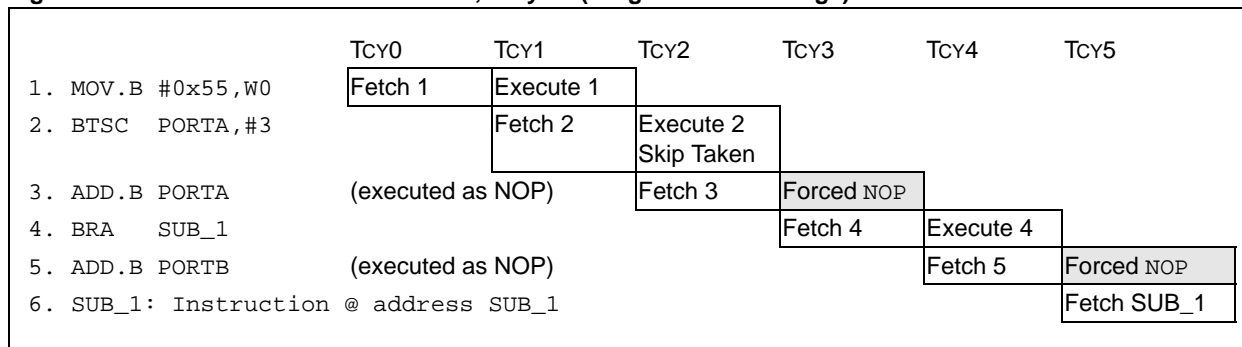 TCY0 TCY1 TCY2 TCY3 TCY4 TCY5
1. MOV.B #0x55,W0 Fetch 1 Execute 1
2. BTSC PORTA,#3 Fetch 2 Execute 2
Skip Taken
3. ADD.B PORTA (executed as NOP) Fetch 3 Forced NOP
4. BRA SUB_1 Fetch 4 Execute 4
5. ADD.B PORTB (executed as NOP) Fetch 5 Forced NOP
6. SUB_1: Instruction @ address SUB_1 Fetch SUB_1